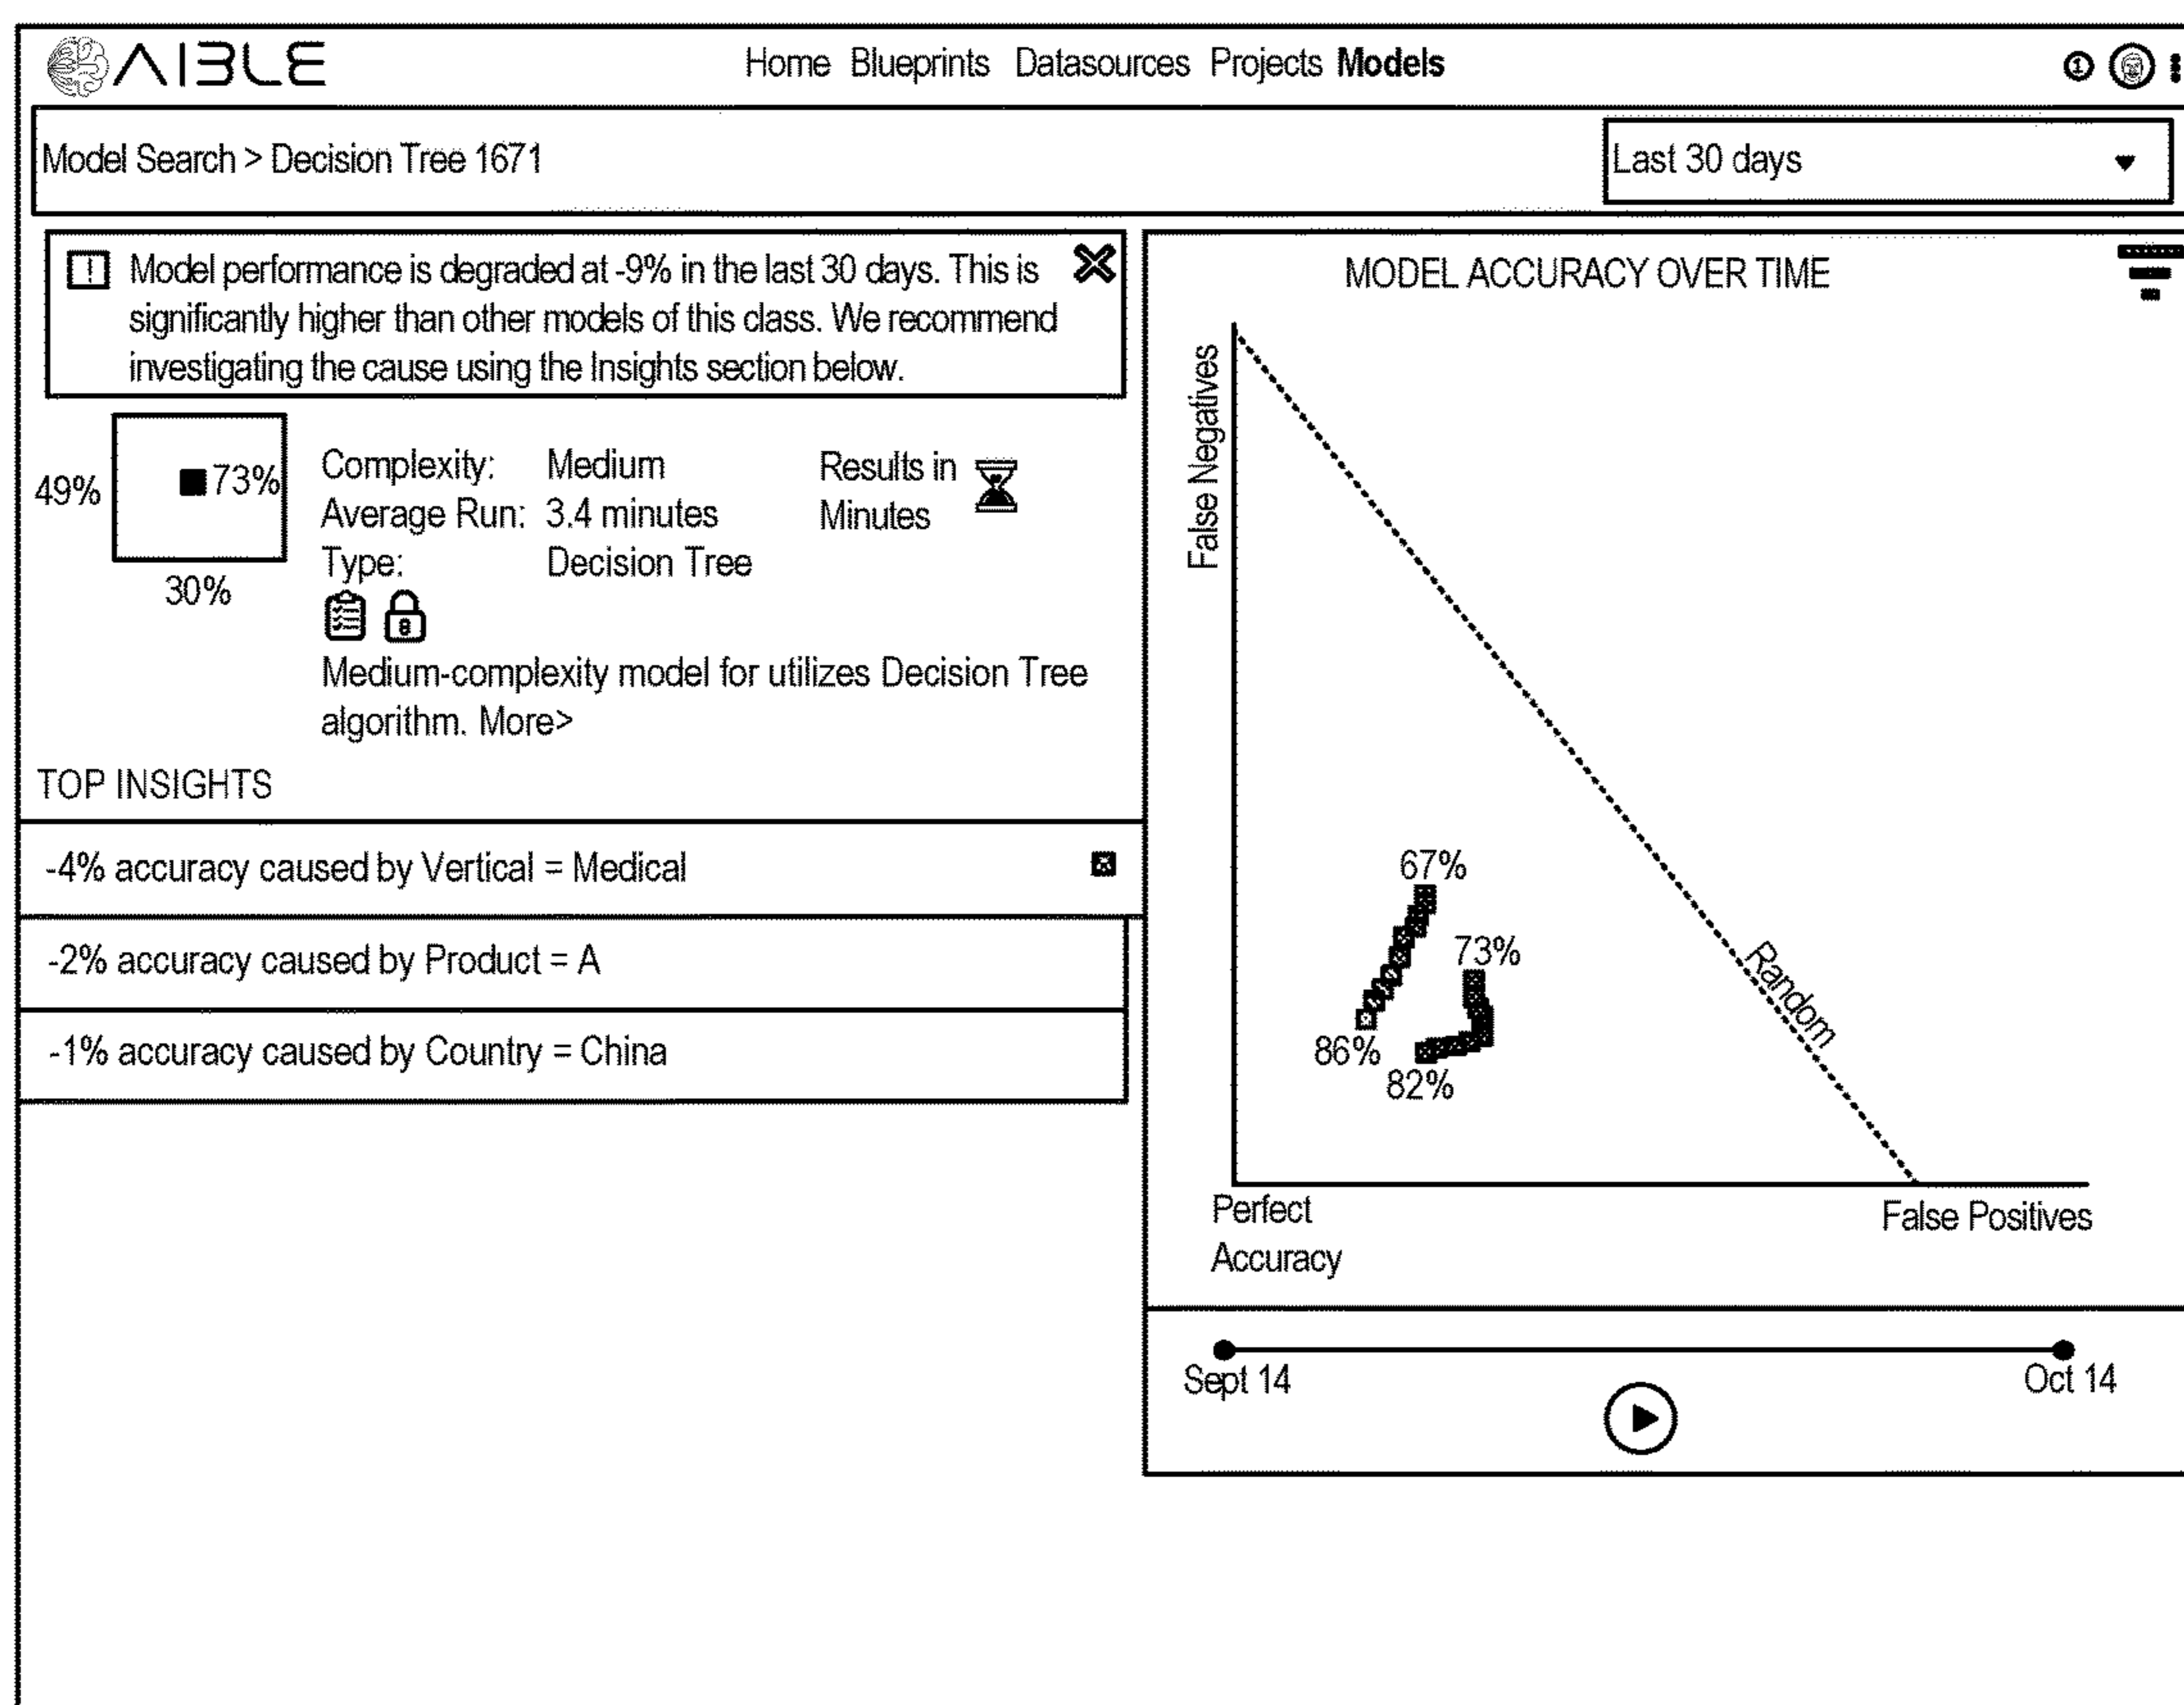 AIBLE
Home Blueprints Datasources Projects Models
1
Model Search > Decision Tree 1671
Last 30 days
! Model performance is degraded at -9% in the last 30 days. This is
significantly higher than other models of this class. We recommend
investigating the cause using the Insights section below.
49%
73%
30%
Complexity: Medium
Average Run: 3.4 minutes
Type: Decision Tree
Results in
Minutes
Medium-complexity model for utilizes Decision Tree
algorithm. More>
TOP INSIGHTS
-4% accuracy caused by Vertical = Medical
-2% accuracy caused by Product = A
-1% accuracy caused by Country = China
MODEL ACCURACY OVER TIME
False Negatives
67%
73%
86%
82%
Random
Perfect
Accuracy
False Positives
Sept 14
Oct 14